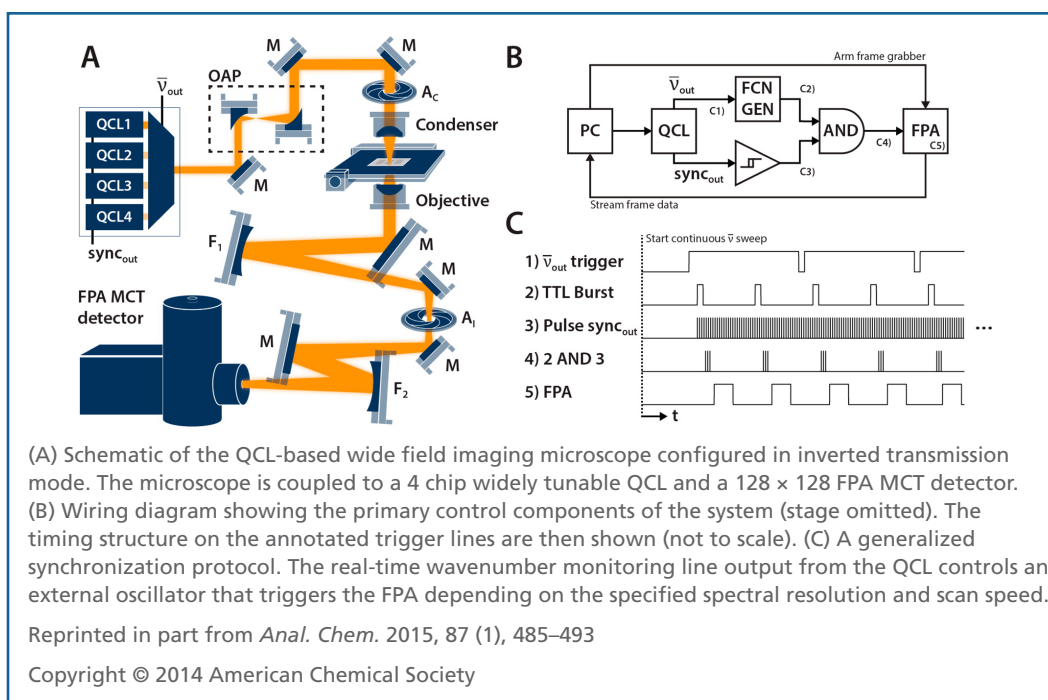 A
ν̄out
OAP
M
M
AC
Condenser
QCL1
QCL2
QCL3
QCL4
syncout
M
Objective
F1
M
M
FPA MCT
detector
AI
M
M
F2
B
Arm frame grabber
ν̄out
FCN
GEN
C1)
C2)
PC
QCL
AND
FPA
C4)
C5)
syncout
C3)
Stream frame data
C
Start continuous ν̄ sweep
1) ν̄out trigger
2) TTL Burst
3) Pulse syncout
...
4) 2 AND 3
5) FPA
t
(A) Schematic of the QCL-based wide field imaging microscope configured in inverted transmission
mode. The microscope is coupled to a 4 chip widely tunable QCL and a 128 × 128 FPA MCT detector.
(B) Wiring diagram showing the primary control components of the system (stage omitted). The
timing structure on the annotated trigger lines are then shown (not to scale). (C) A generalized
synchronization protocol. The real-time wavenumber monitoring line output from the QCL controls an
external oscillator that triggers the FPA depending on the specified spectral resolution and scan speed.
Reprinted in part from Anal. Chem. 2015, 87 (1), 485–493
Copyright © 2014 American Chemical Society